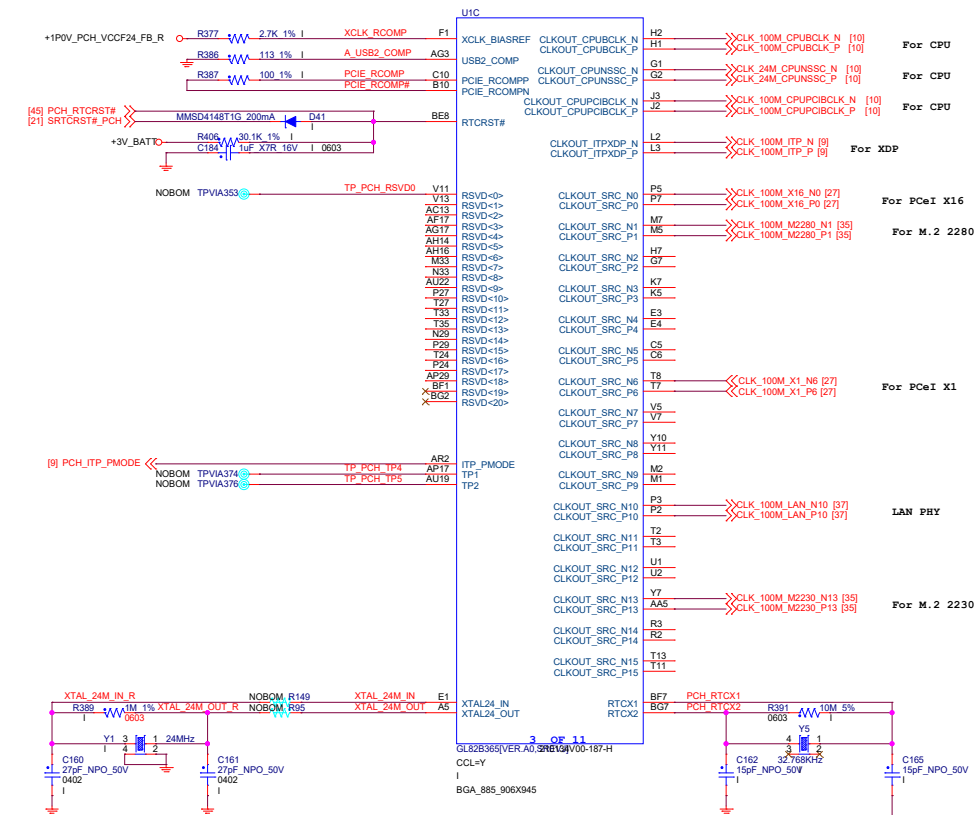 U1C
+1P0V_PCH_VCCF24_FB_R R377 2.7K 1% I XCLK_RCOMP F1 XCLK_BIASREF
R386 113 1% I A_USB2_COMP AG3 USB2_COMP
R387 100 1% I PCIE_RCOMP C10 PCIE_RCOMPP
PCIE_RCOMP# B10 PCIE_RCOMPN
[45] PCH_RTCRST#
[21] SRTCRST#_PCH MMSD4148T1G_200mA D41 I BE8 RTCRST#
+3V_BATT R406 30.1K_1% I
C184 1uF_X7R_16V I 0603
NOBOM TPVIA353 TP_PCH_RSVD0 V11 RSVD<0>
V13 RSVD<1>
AC13 RSVD<2>
AF17 RSVD<3>
AG17 RSVD<4>
AH14 RSVD<5>
AH16 RSVD<6>
M33 RSVD<7>
N33 RSVD<8>
AU22 RSVD<9>
P27 RSVD<10>
T27 RSVD<11>
T33 RSVD<12>
T35 RSVD<13>
N29 RSVD<14>
P29 RSVD<15>
T24 RSVD<16>
P24 RSVD<17>
AP29 RSVD<18>
BF1 RSVD<19>
BG2 RSVD<20>
[9] PCH_ITP_PMODE AR2 ITP_PMODE
NOBOM TPVIA374 TP_PCH_TP4 AP17 TP1
NOBOM TPVIA376 TP_PCH_TP5 AU19 TP2
CLKOUT_CPUBCLK_N H2 CLK_100M_CPUBCLK_N [10]
CLKOUT_CPUBCLK_P H1 CLK_100M_CPUBCLK_P [10]
For CPU
CLKOUT_CPUNSSC_N G1 CLK_24M_CPUNSSC_N [10]
CLKOUT_CPUNSSC_P G2 CLK_24M_CPUNSSC_P [10]
For CPU
CLKOUT_CPUPCIBCLK_N J3 CLK_100M_CPUPCIBCLK_N [10]
CLKOUT_CPUPCIBCLK_P J2 CLK_100M_CPUPCIBCLK_P [10]
For CPU
CLKOUT_ITPXDP_N L2 CLK_100M_ITP_N [9]
CLKOUT_ITPXDP_P L3 CLK_100M_ITP_P [9]
For XDP
CLKOUT_SRC_N0 P5 CLK_100M_X16_N0 [27]
CLKOUT_SRC_P0 P7 CLK_100M_X16_P0 [27]
For PCeI X16
CLKOUT_SRC_N1 M7 CLK_100M_M2280_N1 [35]
CLKOUT_SRC_P1 M5 CLK_100M_M2280_P1 [35]
For M.2 2280
CLKOUT_SRC_N2 H7
CLKOUT_SRC_P2 G7
CLKOUT_SRC_N3 K7
CLKOUT_SRC_P3 K5
CLKOUT_SRC_N4 E3
CLKOUT_SRC_P4 E4
CLKOUT_SRC_N5 C5
CLKOUT_SRC_P5 C6
CLKOUT_SRC_N6 T8 CLK_100M_X1_N6 [27]
CLKOUT_SRC_P6 T7 CLK_100M_X1_P6 [27]
For PCeI X1
CLKOUT_SRC_N7 V5
CLKOUT_SRC_P7 V7
CLKOUT_SRC_N8 Y10
CLKOUT_SRC_P8 Y11
CLKOUT_SRC_N9 M2
CLKOUT_SRC_P9 M1
CLKOUT_SRC_N10 P3 CLK_100M_LAN_N10 [37]
CLKOUT_SRC_P10 P2 CLK_100M_LAN_P10 [37]
LAN PHY
CLKOUT_SRC_N11 T2
CLKOUT_SRC_P11 T3
CLKOUT_SRC_N12 U1
CLKOUT_SRC_P12 U2
CLKOUT_SRC_N13 Y7 CLK_100M_M2230_N13 [35]
CLKOUT_SRC_P13 AA5 CLK_100M_M2230_P13 [35]
For M.2 2230
CLKOUT_SRC_N14 R3
CLKOUT_SRC_P14 R2
CLKOUT_SRC_N15 T13
CLKOUT_SRC_P15 T11
XTAL_24M_IN_R NOBOM R149 XTAL_24M_IN E1 XTAL24_IN
R389 1M_1% XTAL_24M_OUT_R NOBOM R95 XTAL_24M_OUT A5 XTAL24_OUT
I 0603
Y1 3 1 24MHz
I 4 2
C160
27pF_NPO_50V
0402
I
C161
27pF_NPO_50V
0402
I
RTCX1 BF7 PCH_RTCX1
RTCX2 BG7 PCH_RTCX2
R391 10M_5%
0603 I
Y5
4 1
3 2
32.768KHz
C162
15pF_NPO_50V
I
C165
15pF_NPO_50V
I
3 OF 11
GL82B365[VER.A0,
V00-187-H
CCL=Y
I
BGA_885_906X945